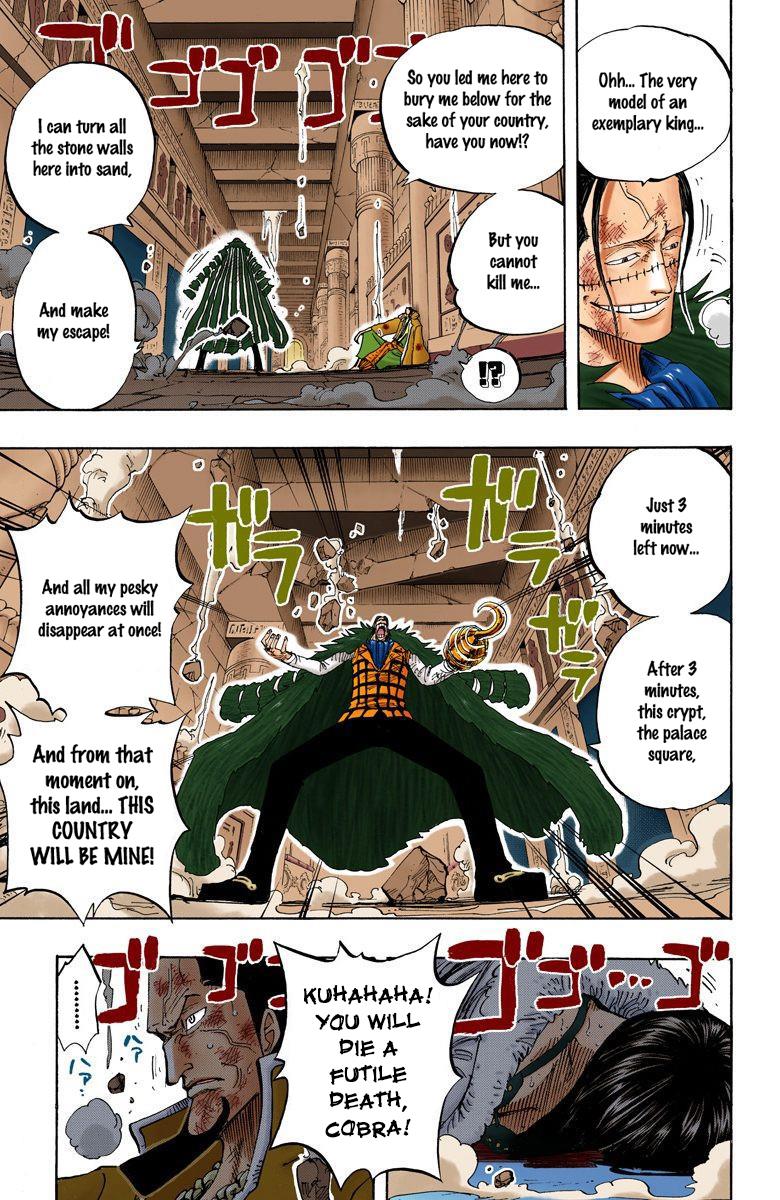 Ohh... The very
model of an
exemplary king...
So you led me here to
bury me below for the
sake of your country,
have you now!?
But you
cannot
kill me...
!?
ゴゴゴゴゴ
I can turn all
the stone walls
here into sand,
And make
my escape!
Just 3
minutes
left now...
After 3
minutes,
this crypt,
the palace
square,
ガラ
ガラ
ガラ
And all my pesky
annoyances will
disappear at once!
And from that
moment on,
this land... THIS
COUNTRY
WILL BE MINE!
ゴゴ...ゴ
KUHAHAHA!
YOU WILL
DIE A
FUTILE
DEATH,
COBRA!
ゴゴゴ
.........
ハァ
ハァ